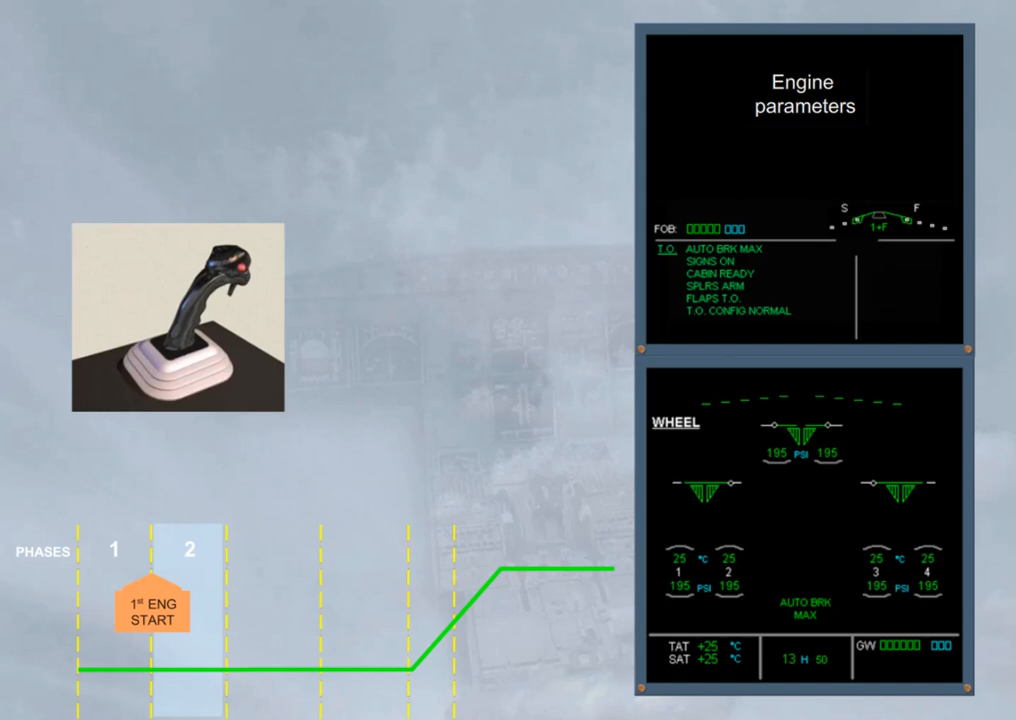 Engine
parameters
S F
FOB:
1+F
T.O. AUTO BRK MAX
SIGNS ON
CABIN READY
SPLRS ARM
FLAPS T.O.
T.O. CONFIG NORMAL
WHEEL
195 PSI 195
25 °C 25
1 2
195 PSI 195
25 °C 25
3 4
195 PSI 195
AUTO BRK
MAX
TAT +25 °C
SAT +25 °C
13 H 50
GW
PHASES 1 2
1st ENG
START